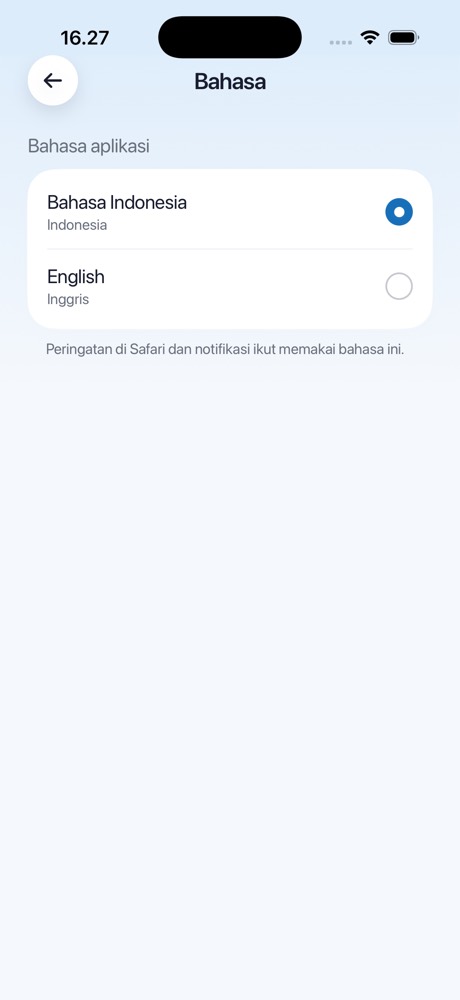 16.27
Bahasa
Bahasa aplikasi
Bahasa Indonesia
Indonesia
English
Inggris
Peringatan di Safari dan notifikasi ikut memakai bahasa ini.